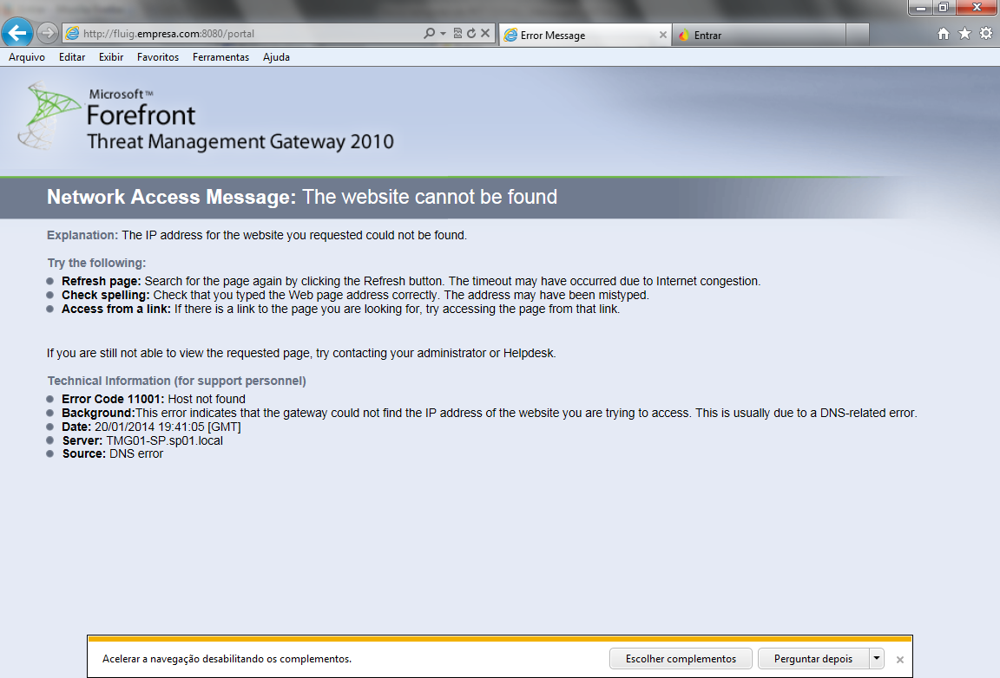 http://fluig.empresa.com:8080/portal
Error Message
Entrar
Arquivo Editar Exibir Favoritos Ferramentas Ajuda
Microsoft™
Forefront
Threat Management Gateway 2010
Network Access Message: The website cannot be found
Explanation: The IP address for the website you requested could not be found.
Try the following:
Refresh page: Search for the page again by clicking the Refresh button. The timeout may have occurred due to Internet congestion.
Check spelling: Check that you typed the Web page address correctly. The address may have been mistyped.
Access from a link: If there is a link to the page you are looking for, try accessing the page from that link.
If you are still not able to view the requested page, try contacting your administrator or Helpdesk.
Technical Information (for support personnel)
Error Code 11001: Host not found
Background:This error indicates that the gateway could not find the IP address of the website you are trying to access. This is usually due to a DNS-related error.
Date: 20/01/2014 19:41:05 [GMT]
Server: TMG01-SP.sp01.local
Source: DNS error
Acelerar a navegação desabilitando os complementos.
Escolher complementos
Perguntar depois